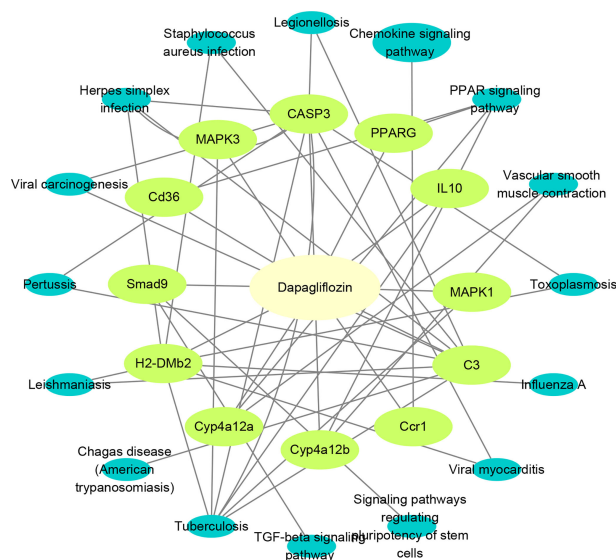 Legionellosis
Staphylococcus
aureus infection
Chemokine signaling
pathway
Herpes simplex
infection
PPAR signaling
pathway
CASP3
MAPK3
PPARG
Viral carcinogenesis
Cd36
IL10
Vascular smooth
muscle contraction
Pertussis
Smad9
Dapagliflozin
MAPK1
Toxoplasmosis
H2-DMb2
C3
Leishmaniasis
Influenza A
Cyp4a12a
Cyp4a12b
Ccr1
Chagas disease
(American
trypanosomiasis)
Viral myocarditis
Tuberculosis
TGF-beta signaling
pathway
Signaling pathways
regulating
pluripotency of stem
cells